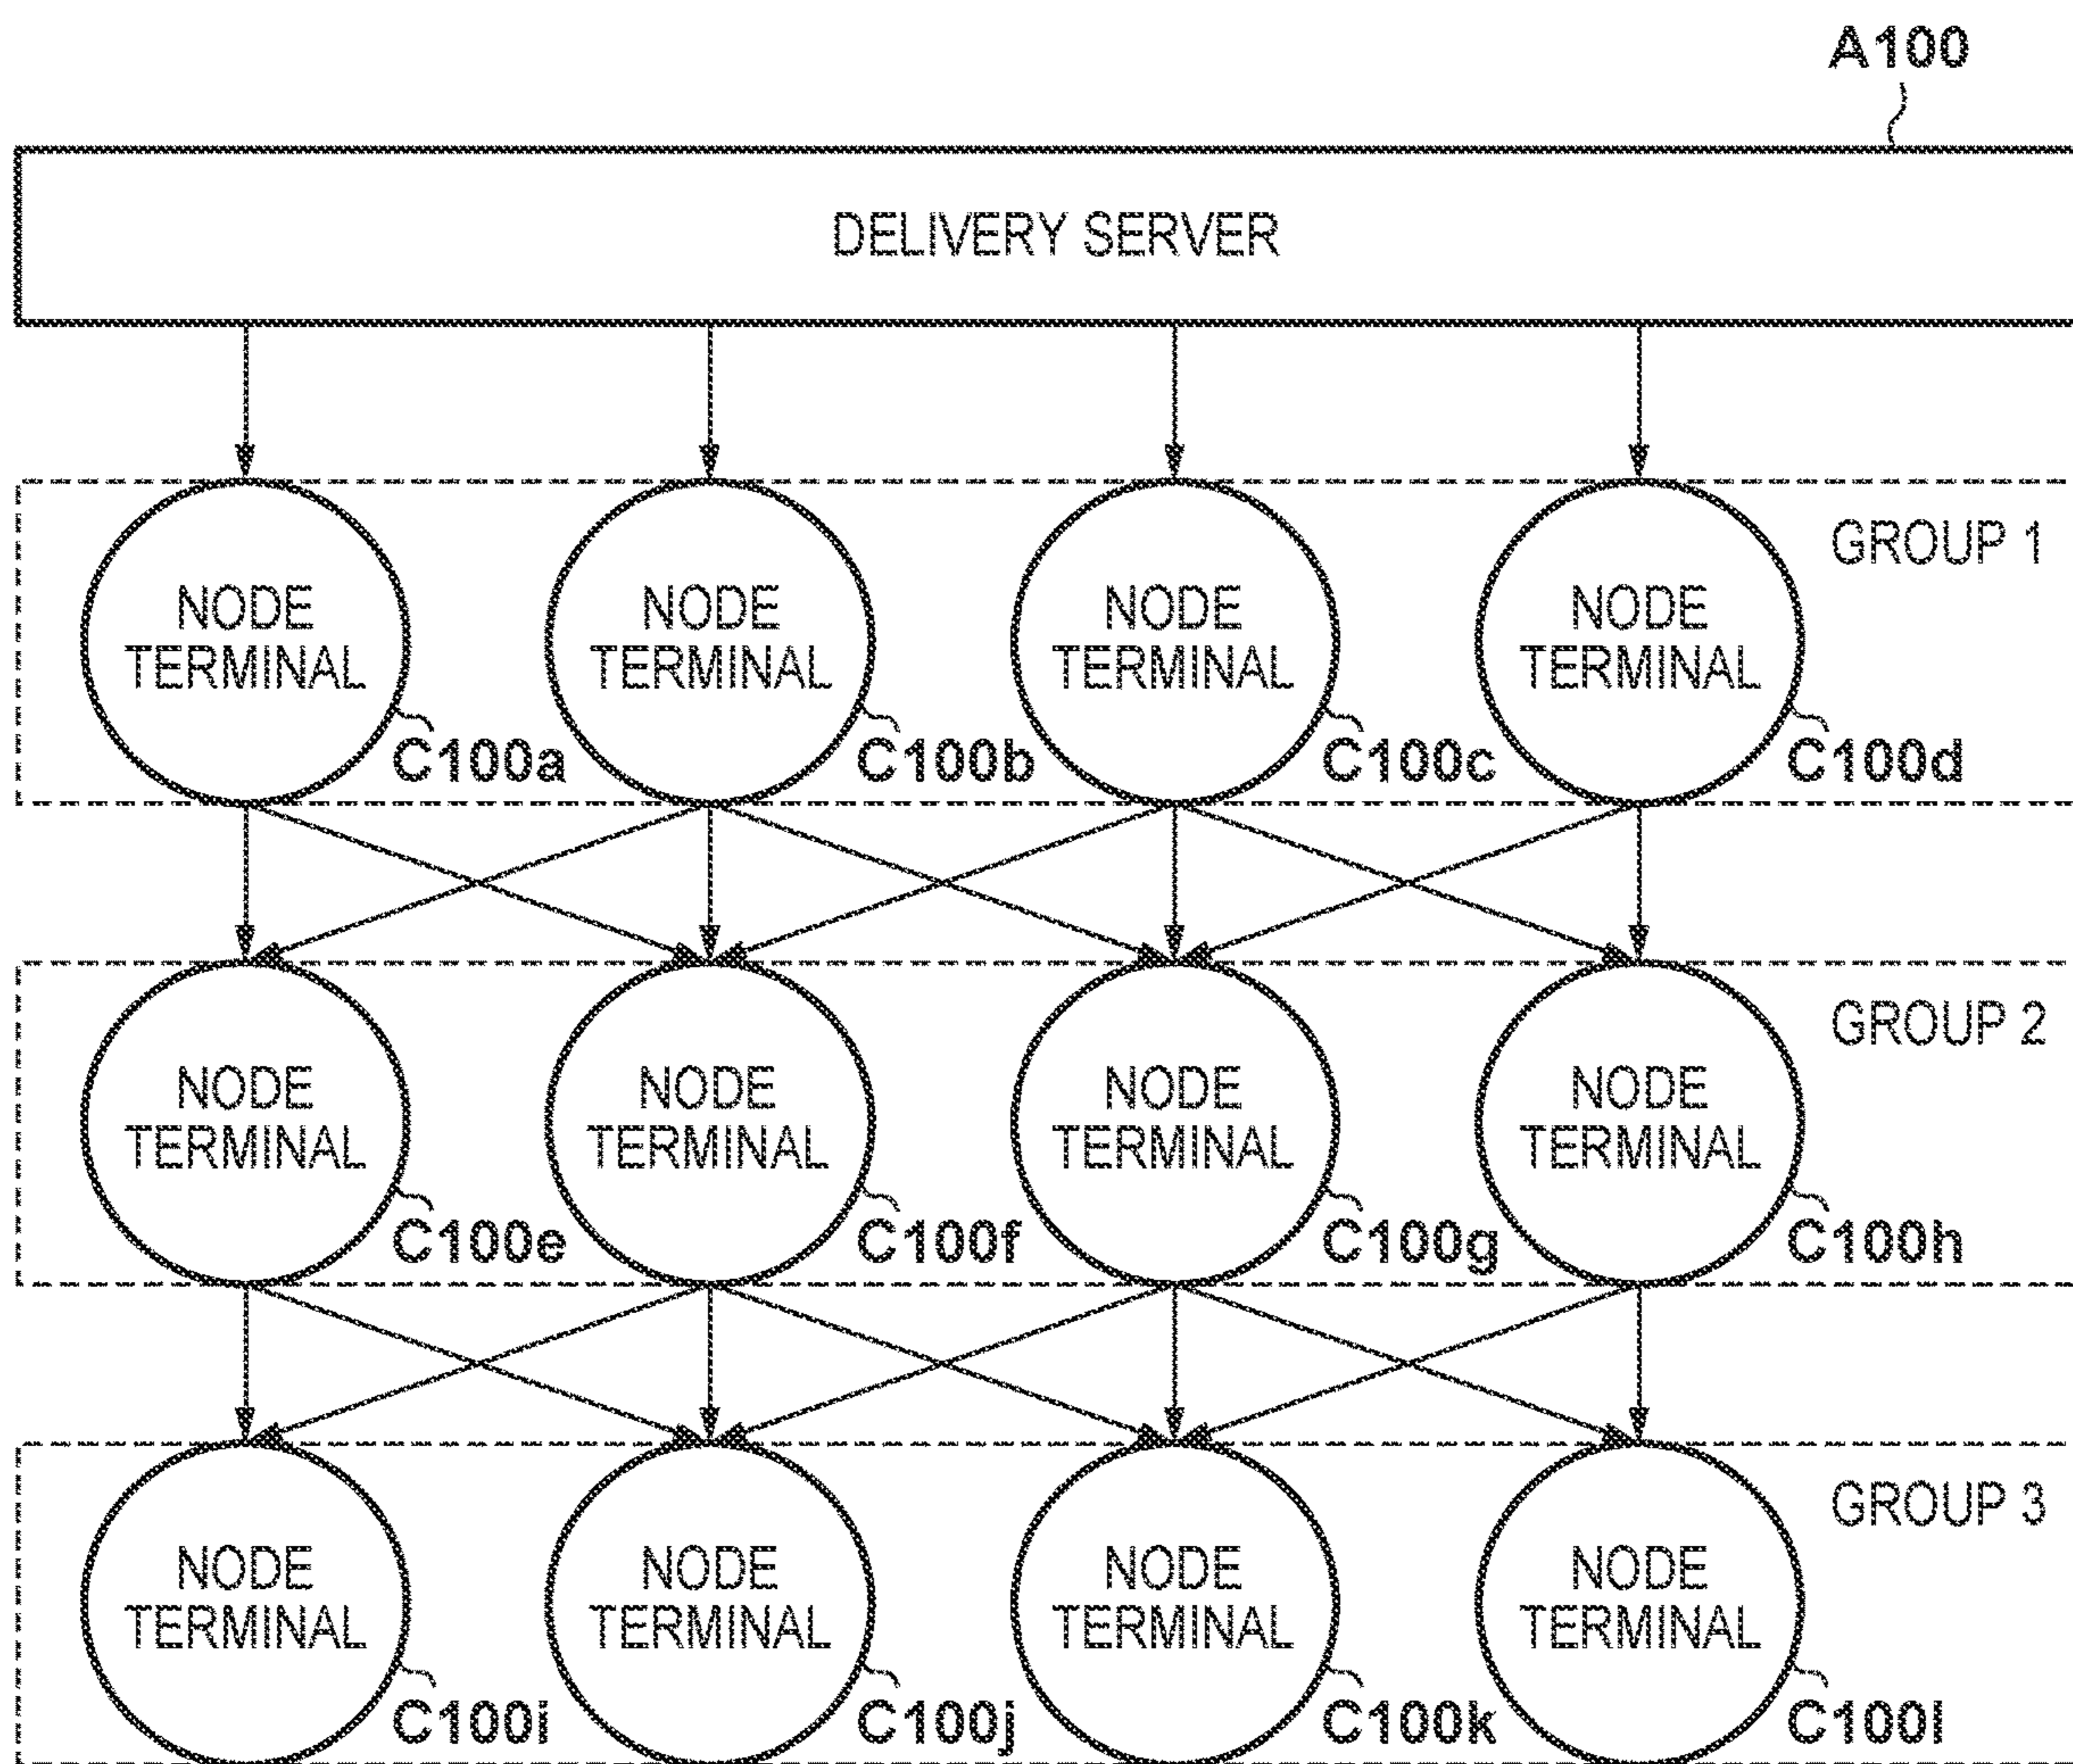 A100
DELIVERY SERVER
GROUP 1
NODE
TERMINAL
NODE
TERMINAL
NODE
TERMINAL
NODE
TERMINAL
C100a
C100b
C100c
C100d
GROUP 2
NODE
TERMINAL
NODE
TERMINAL
NODE
TERMINAL
NODE
TERMINAL
C100e
C100f
C100g
C100h
GROUP 3
NODE
TERMINAL
NODE
TERMINAL
NODE
TERMINAL
NODE
TERMINAL
C100i
C100j
C100k
C100l